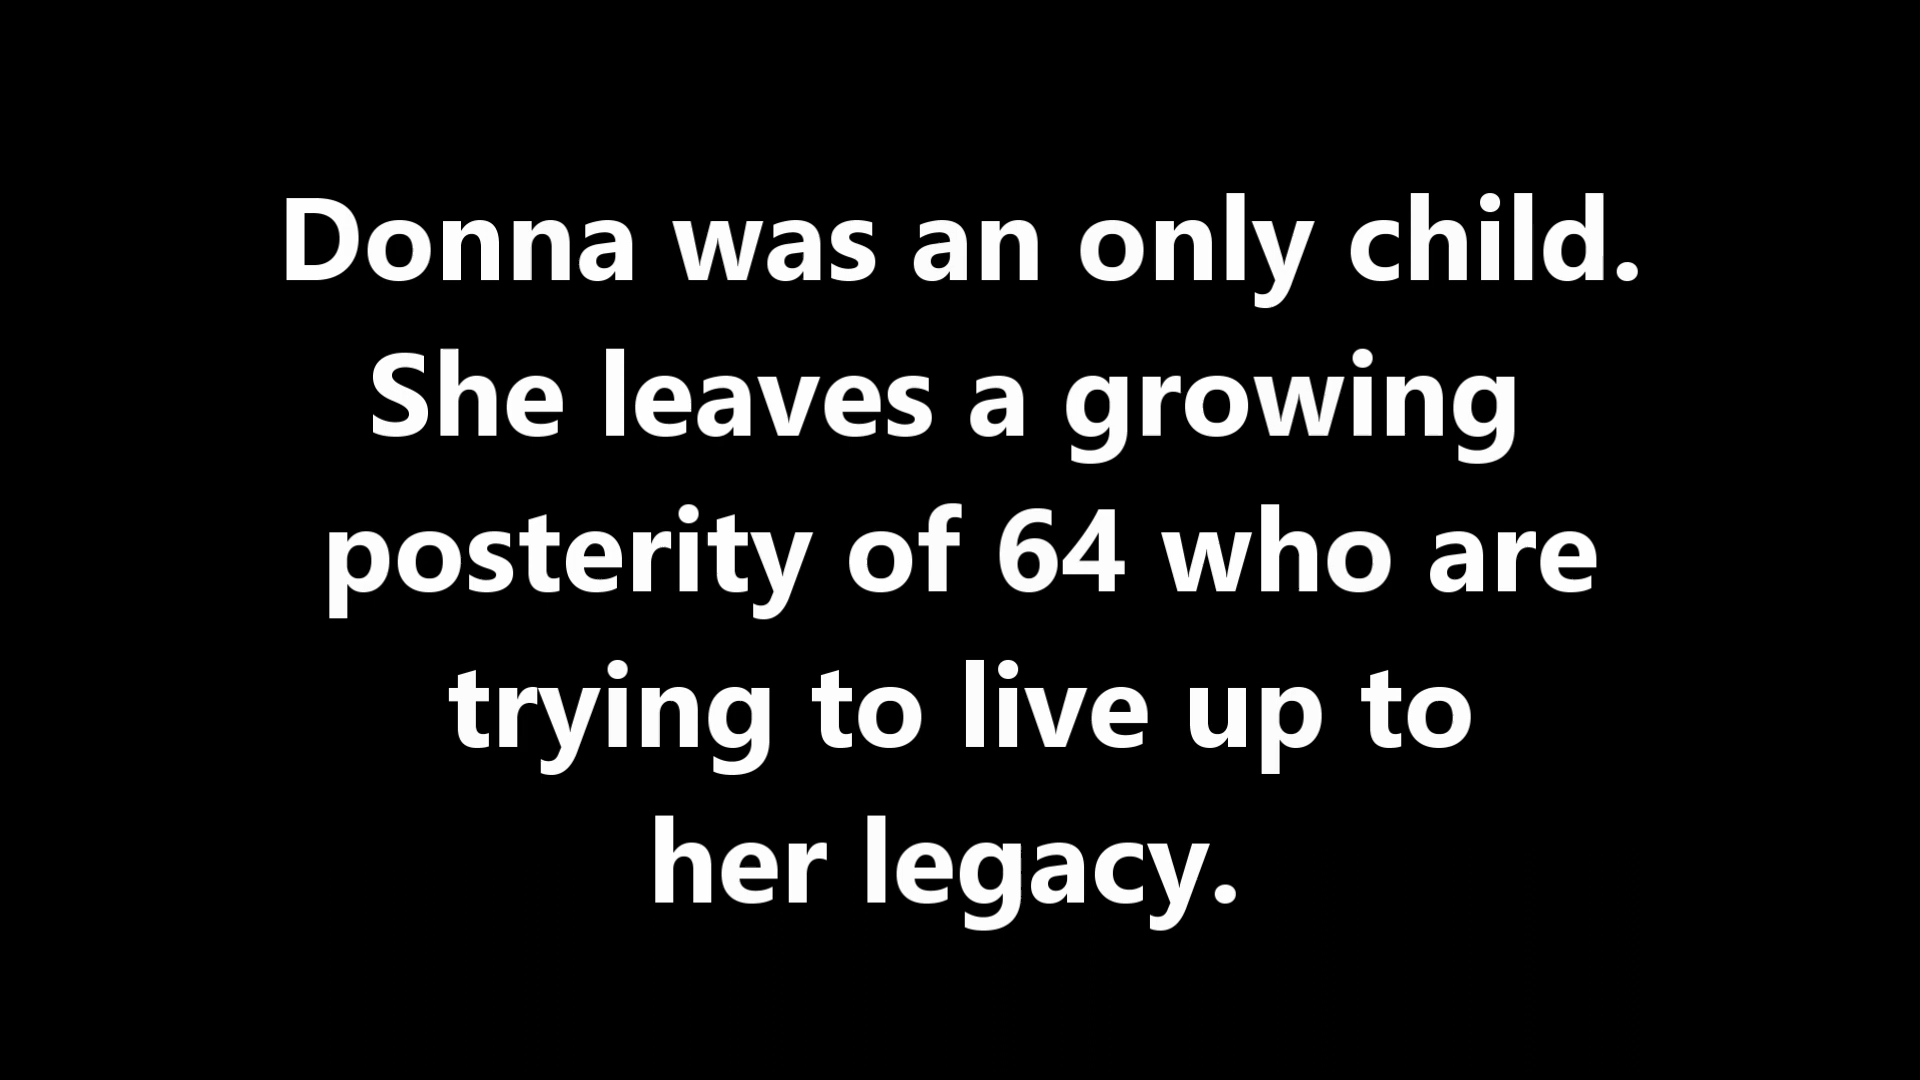 Donna was an only child.
She leaves a growing
posterity of 64 who are
trying to live up to
her legacy.